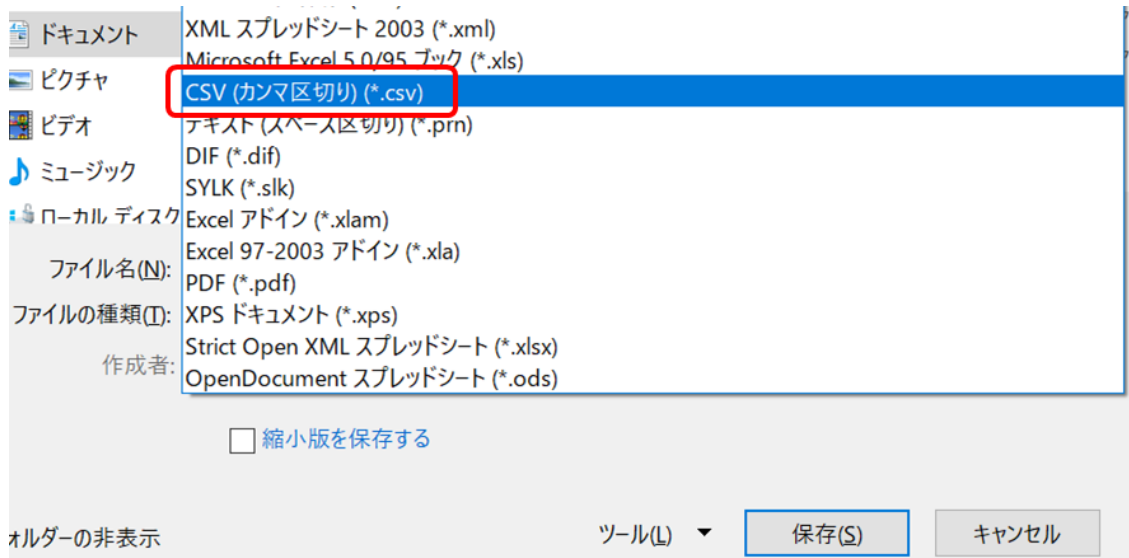 ドキュメント
ピクチャ
ビデオ
ミュージック
ローカル ディスク
XML スプレッドシート 2003 (*.xml)
Microsoft Excel 5.0/95 ブック (*.xls)
CSV (カンマ区切り) (*.csv)
テキスト (スペース区切り) (*.prn)
DIF (*.dif)
SYLK (*.slk)
Excel アドイン (*.xlam)
Excel 97-2003 アドイン (*.xla)
PDF (*.pdf)
XPS ドキュメント (*.xps)
Strict Open XML スプレッドシート (*.xlsx)
OpenDocument スプレッドシート (*.ods)
ファイル名(N):
ファイルの種類(T):
作成者:
縮小版を保存する
ォルダーの非表示
ツール(L)
保存(S)
キャンセル